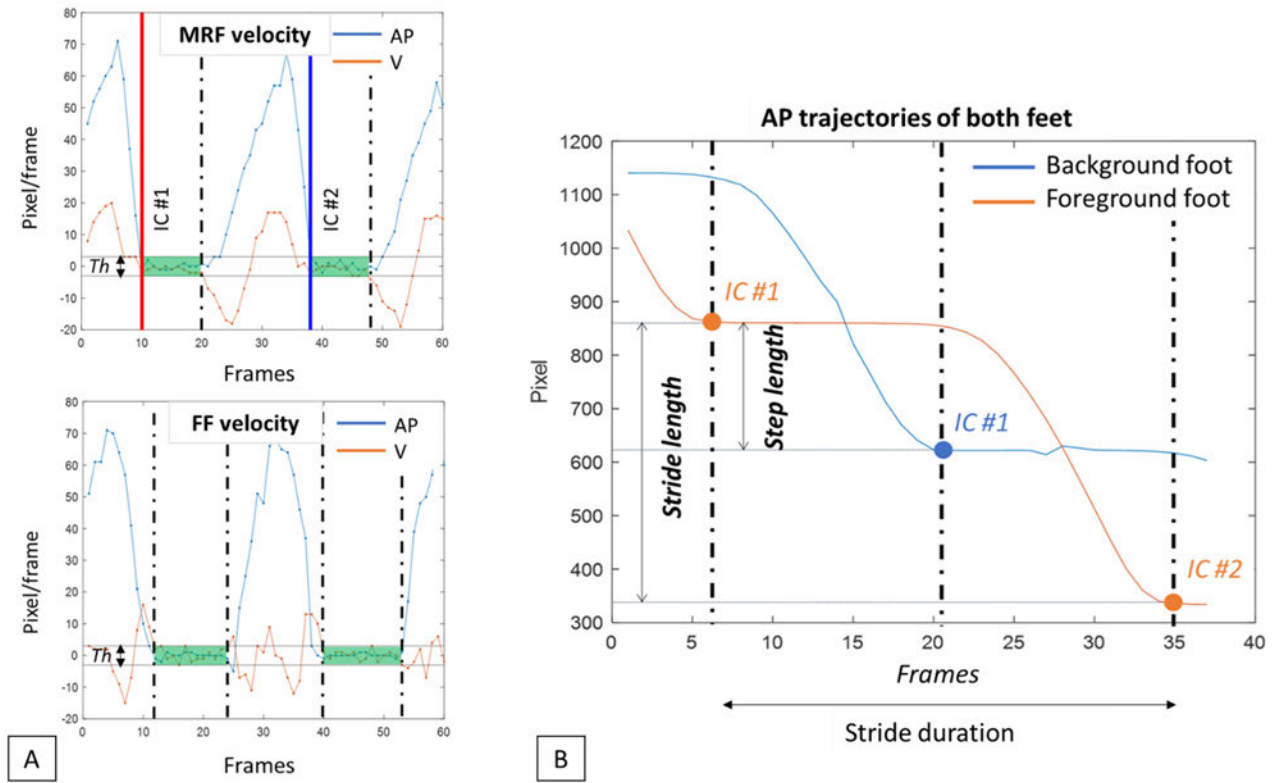 MRF velocity
AP
V
80
70
60
50
40
30
20
10
0
-10
-20
Pixel/frame
Th
IC #1
IC #2
0
10
20
30
40
50
60
Frames
FF velocity
AP
V
80
70
60
50
40
30
20
10
0
-10
-20
Pixel/frame
Th
0
10
20
30
40
50
60
Frames
A
AP trajectories of both feet
Background foot
Foreground foot
1200
1100
1000
900
800
700
600
500
400
300
Pixel
IC #1
Stride length
Step length
IC #1
IC #2
0
5
10
15
20
25
30
35
40
Frames
Stride duration
B